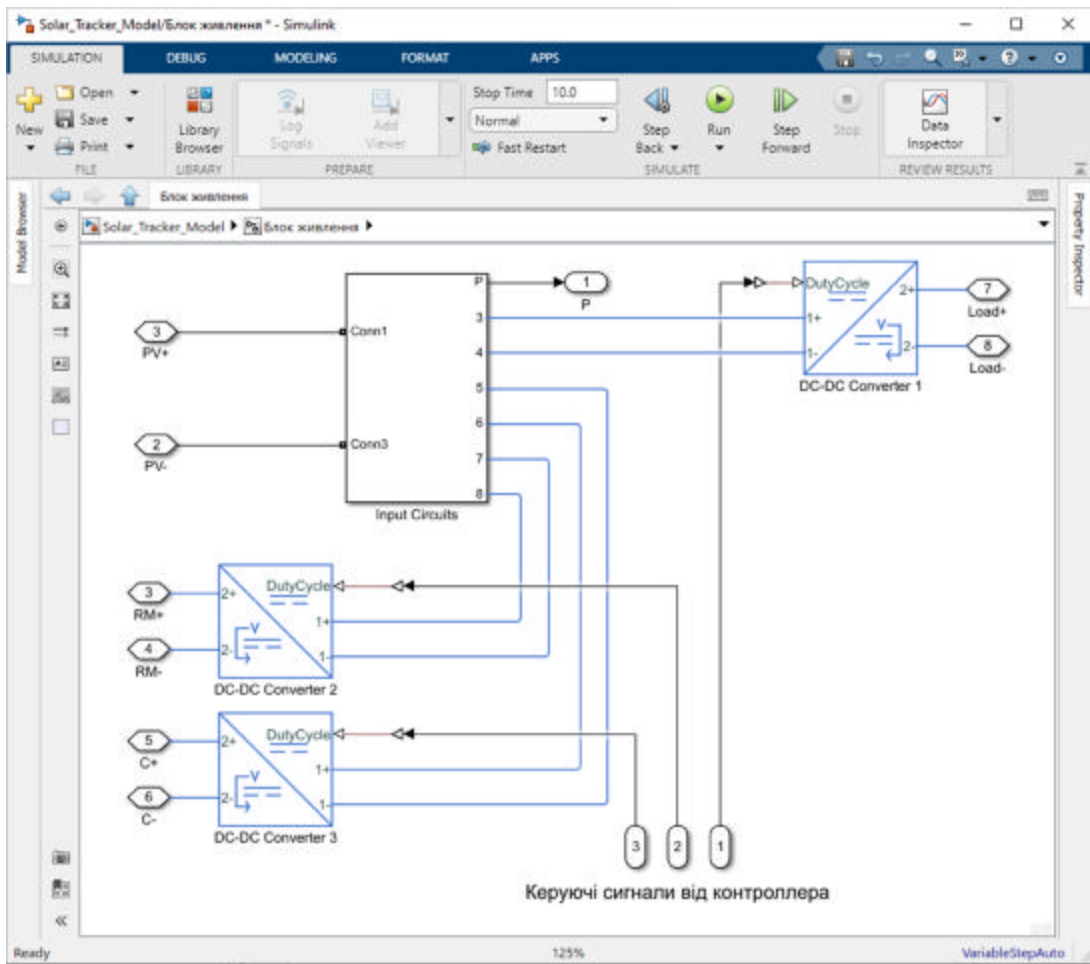 Solar_Tracker_Model/Блок живлення * - Simulink
SIMULATION DEBUG MODELING FORMAT APPS
New
Open
Save
Print
FILE
Library Browser
LIBRARY
Log Signals
Add Viewer
PREPARE
Stop Time 10.0
Normal
Fast Restart
Step Back
Run
Step Forward
Stop
SIMULATE
Data Inspector
REVIEW RESULTS
Model Browser
Property Inspector
Блок живлення
Solar_Tracker_Model Блок живлення
3
PV+
2
PV-
Conn1
Conn3
P
3
4
5
6
7
8
Input Circuits
1
P
DutyCycle
1+
1-
2+
2-
V
DC-DC Converter 1
7
Load+
8
Load-
3
RM+
4
RM-
DutyCycle
2+
2-
V
1+
1-
DC-DC Converter 2
5
C+
6
C-
DutyCycle
2+
2-
V
1+
1-
DC-DC Converter 3
3 2 1
Керуючі сигнали від контроллера
Ready 125% VariableStepAuto